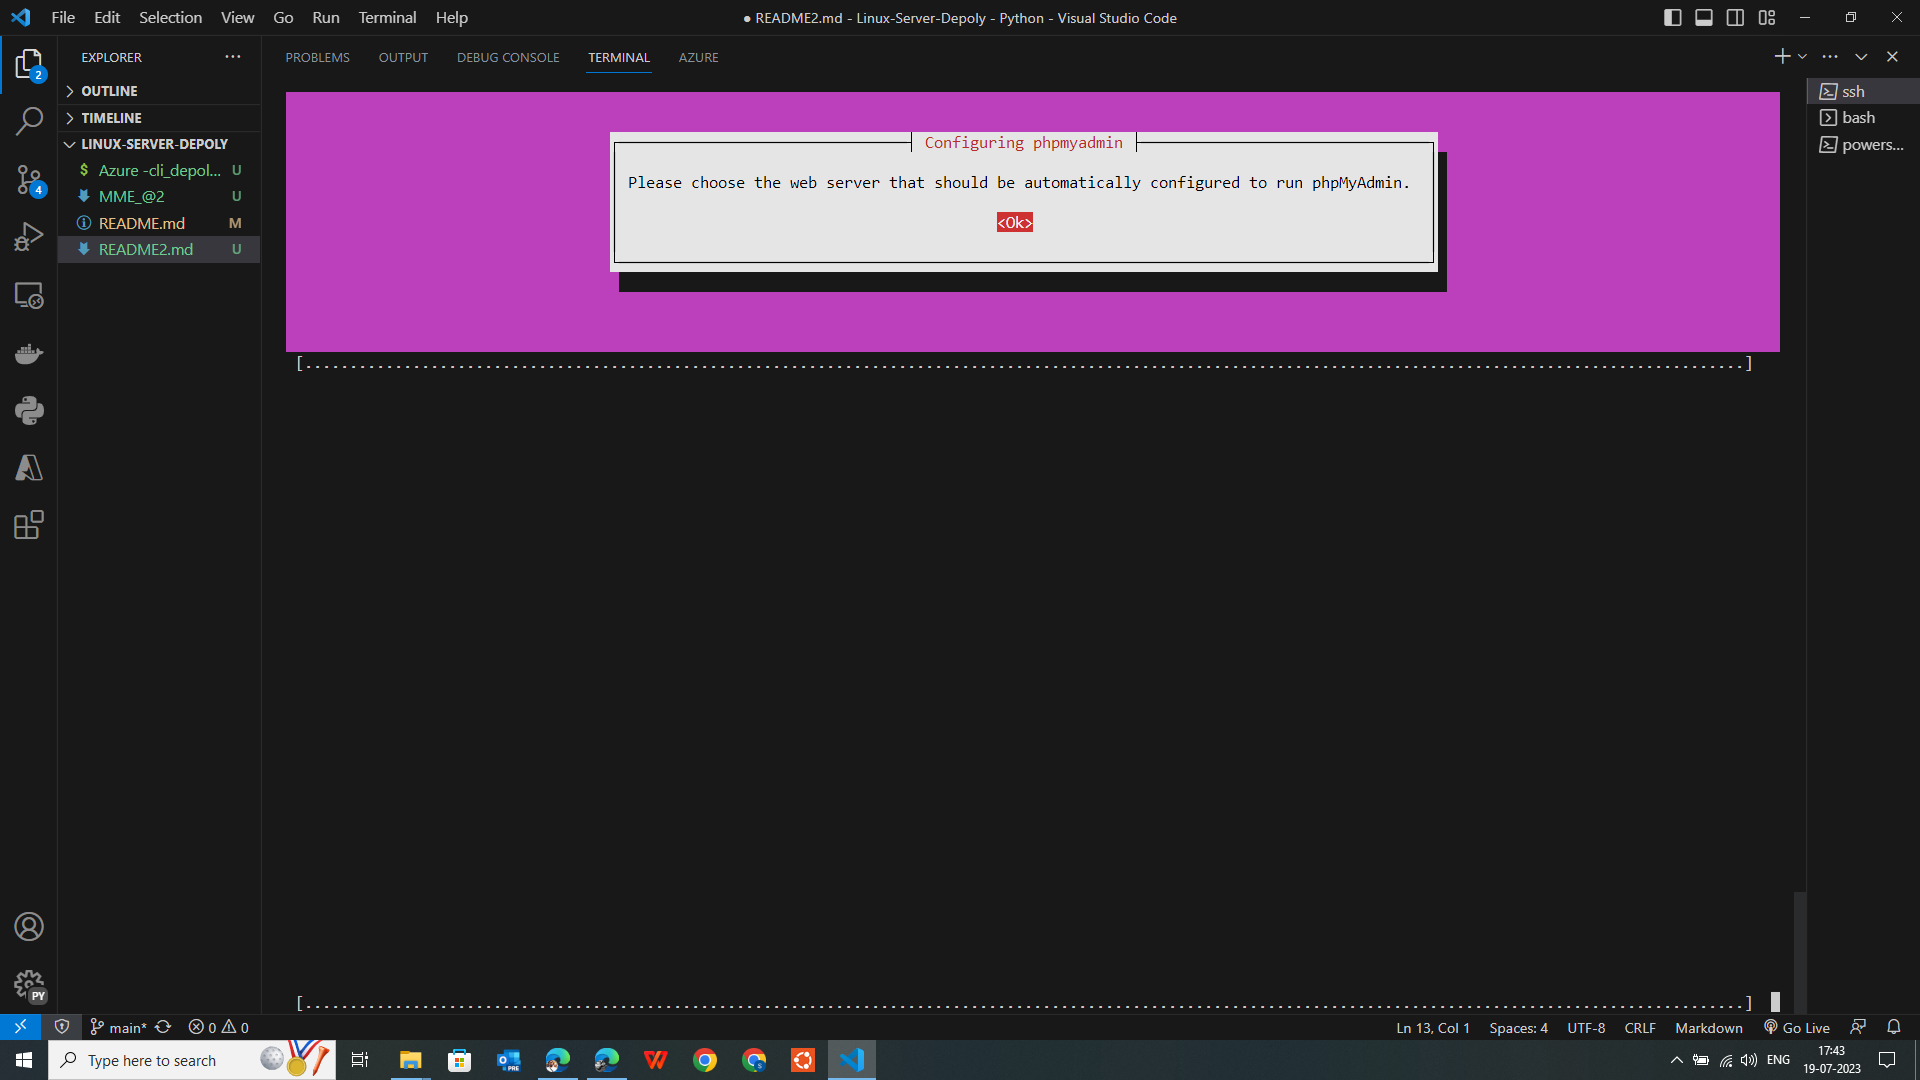 File Edit Selection View Go Run Terminal Help
● README2.md - Linux-Server-Depoly - Python - Visual Studio Code
EXPLORER
PROBLEMS OUTPUT DEBUG CONSOLE TERMINAL AZURE
OUTLINE
TIMELINE
LINUX-SERVER-DEPOLY
$ Azure -cli_depol... U
MME_@2 U
README.md M
README2.md U
2
4
ssh
bash
powers...
Configuring phpmyadmin
Please choose the web server that should be automatically configured to run phpMyAdmin.
<Ok>
PY
main* 0 0
Ln 13, Col 1 Spaces: 4 UTF-8 CRLF Markdown Go Live
Type here to search
PRE
ENG
17:43
19-07-2023